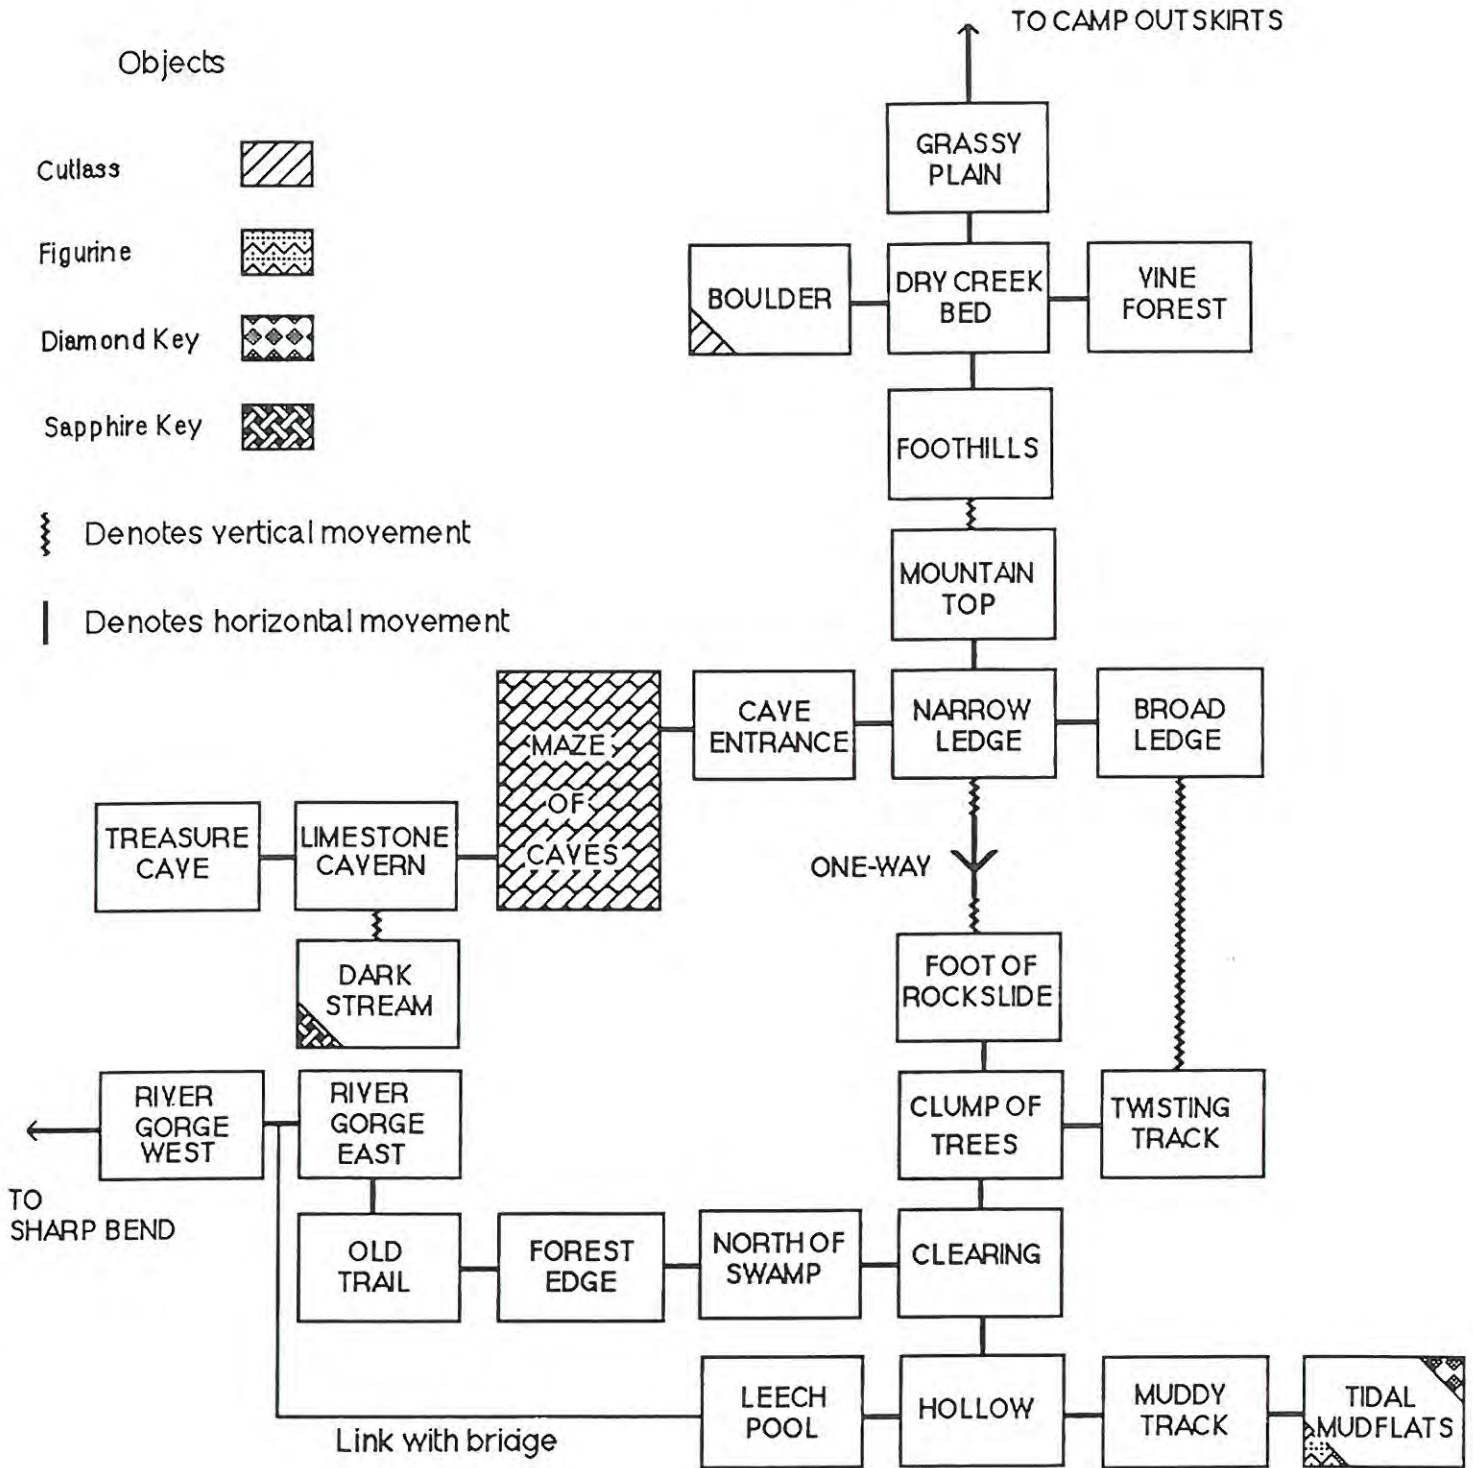 TO CAMP OUTSKIRTS
Objects
Cutlass
Figurine
Diamond Key
Sapphire Key
Denotes vertical movement
Denotes horizontal movement
GRASSY
PLAIN
BOULDER
DRY CREEK
BED
VINE
FOREST
FOOTHILLS
MOUNTAIN
TOP
MAZE
OF
CAVES
CAVE
ENTRANCE
NARROW
LEDGE
BROAD
LEDGE
TREASURE
CAVE
LIMESTONE
CAVERN
ONE-WAY
DARK
STREAM
FOOT OF
ROCKSLIDE
RIVER
GORGE
WEST
RIVER
GORGE
EAST
CLUMP OF
TREES
TWISTING
TRACK
TO
SHARP BEND
OLD
TRAIL
FOREST
EDGE
NORTH OF
SWAMP
CLEARING
LEECH
POOL
HOLLOW
MUDDY
TRACK
TIDAL
MUDFLATS
Link with bridge